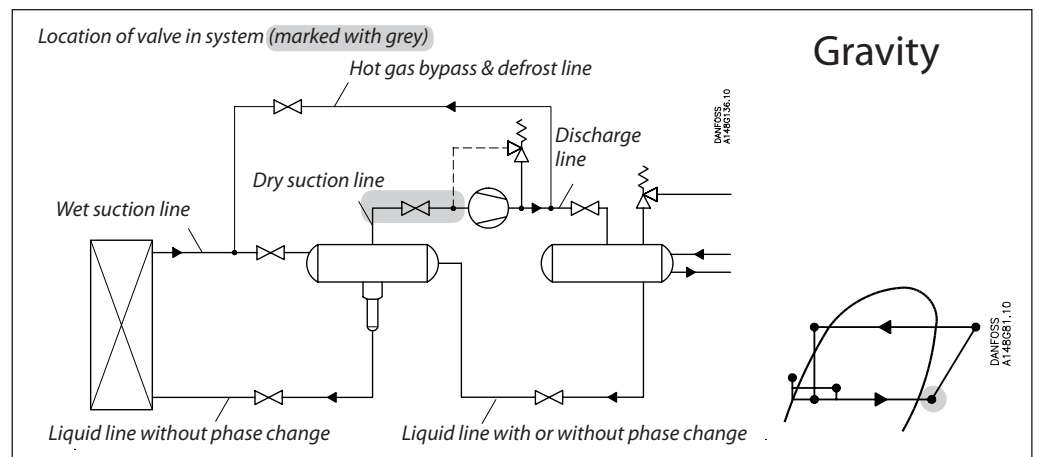 Location of valve in system (marked with grey)
Gravity
Hot gas bypass & defrost line
DANFOSS
A148G136.10
Discharge
line
Dry suction line
Wet suction line
DANFOSS
A148G81.10
Liquid line without phase change
Liquid line with or without phase change